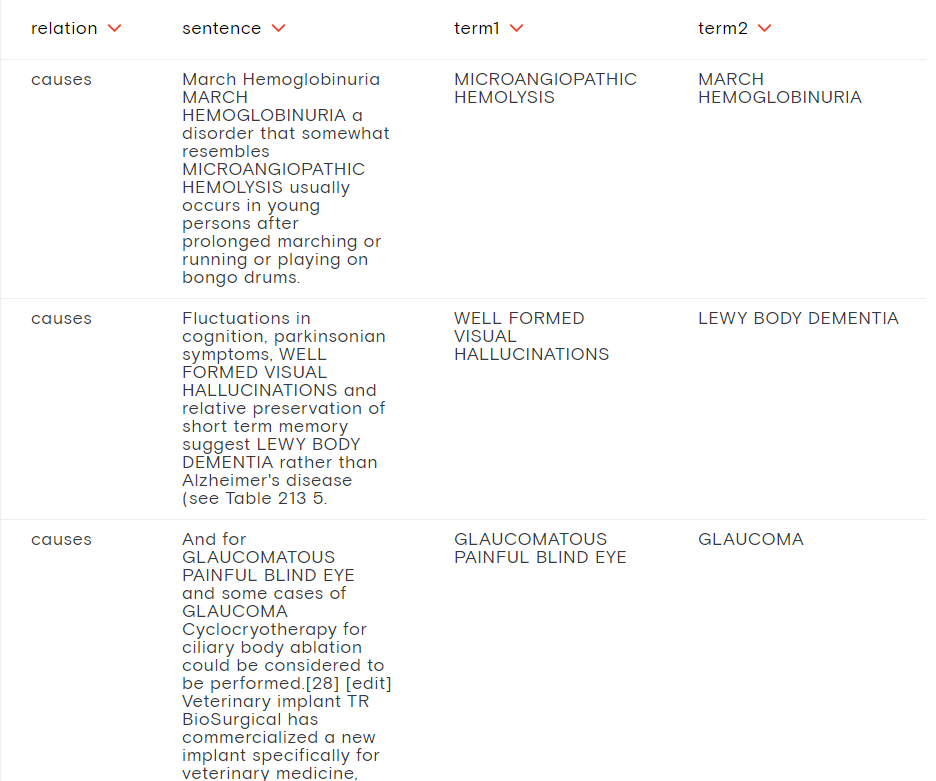 relation sentence term1 term2
causes
March Hemoglobinuria
MARCH
HEMOGLOBINURIA a
disorder that somewhat
resembles
MICROANGIOPATHIC
HEMOLYSIS usually
occurs in young
persons after
prolonged marching or
running or playing on
bongo drums.
MICROANGIOPATHIC
HEMOLYSIS
MARCH
HEMOGLOBINURIA
causes
Fluctuations in
cognition, parkinsonian
symptoms, WELL
FORMED VISUAL
HALLUCINATIONS and
relative preservation of
short term memory
suggest LEWY BODY
DEMENTIA rather than
Alzheimer's disease
(see Table 213 5.
WELL FORMED
VISUAL
HALLUCINATIONS
LEWY BODY DEMENTIA
causes
And for
GLAUCOMATOUS
PAINFUL BLIND EYE
and some cases of
GLAUCOMA
Cyclocryotherapy for
ciliary body ablation
could be considered to
be performed.[28] [edit]
Veterinary implant TR
BioSurgical has
commercialized a new
implant specifically for
veterinary medicine,
GLAUCOMATOUS
PAINFUL BLIND EYE
GLAUCOMA